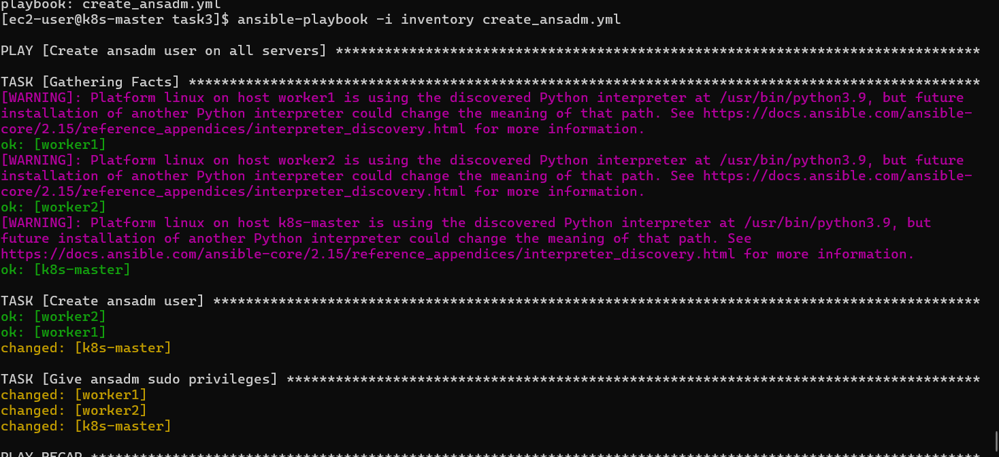 playbook: create_ansadm.yml
[ec2-user@k8s-master task3]$ ansible-playbook -i inventory create_ansadm.yml
PLAY [Create ansadm user on all servers] *******************************************************************************
TASK [Gathering Facts] *************************************************************************************************
[WARNING]: Platform linux on host worker1 is using the discovered Python interpreter at /usr/bin/python3.9, but future
installation of another Python interpreter could change the meaning of that path. See https://docs.ansible.com/ansible-
core/2.15/reference_appendices/interpreter_discovery.html for more information.
ok: [worker1]
[WARNING]: Platform linux on host worker2 is using the discovered Python interpreter at /usr/bin/python3.9, but future
installation of another Python interpreter could change the meaning of that path. See https://docs.ansible.com/ansible-
core/2.15/reference_appendices/interpreter_discovery.html for more information.
ok: [worker2]
[WARNING]: Platform linux on host k8s-master is using the discovered Python interpreter at /usr/bin/python3.9, but
future installation of another Python interpreter could change the meaning of that path. See
https://docs.ansible.com/ansible-core/2.15/reference_appendices/interpreter_discovery.html for more information.
ok: [k8s-master]
TASK [Create ansadm user] **********************************************************************************************
ok: [worker2]
ok: [worker1]
changed: [k8s-master]
TASK [Give ansadm sudo privileges] *************************************************************************************
changed: [worker1]
changed: [worker2]
changed: [k8s-master]
PLAY RECAP *************************************************************************************************************